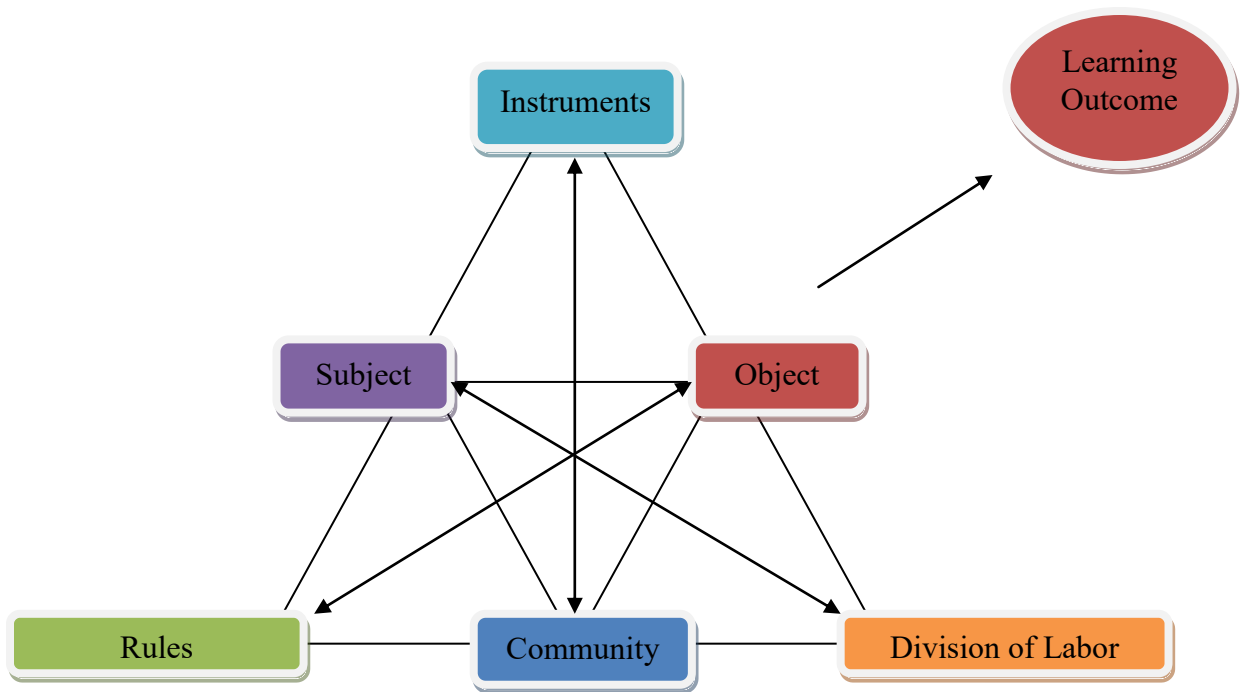 Learning
Outcome
Instruments
Subject
Object
Rules
Community
Division of Labor